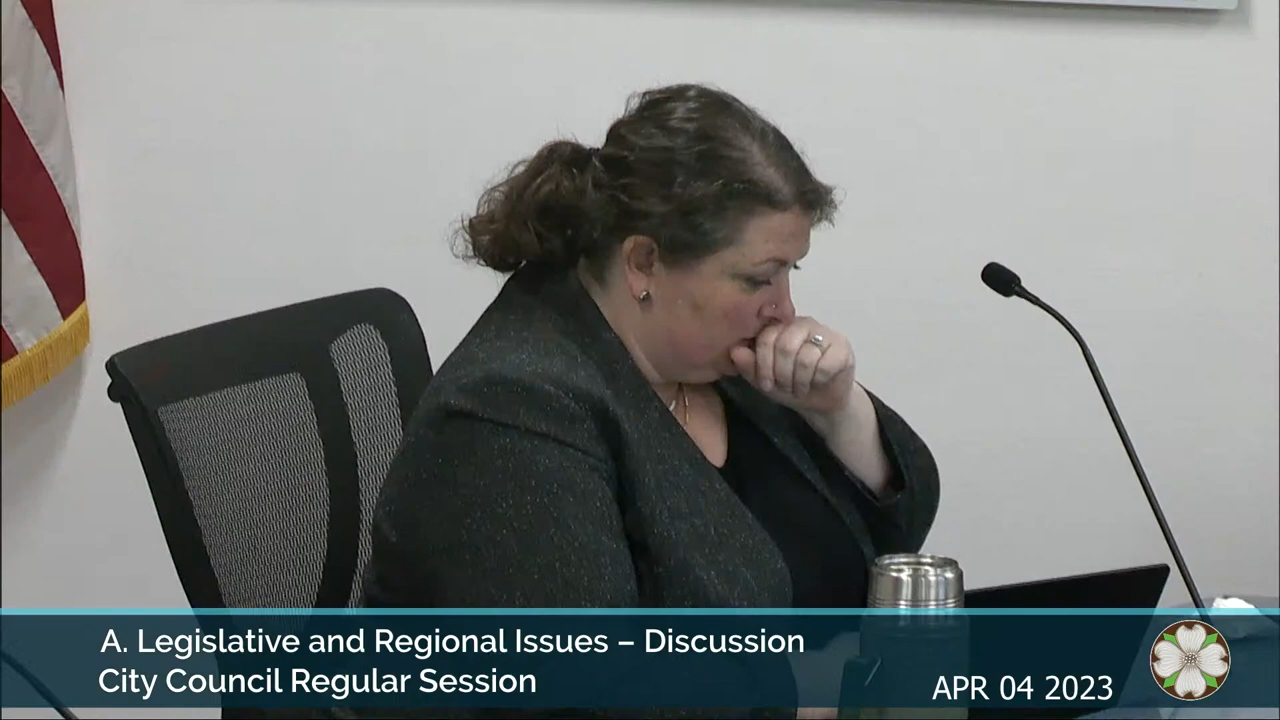 A. Legislative and Regional Issues – Discussion
City Council Regular Session
APR 04 2023